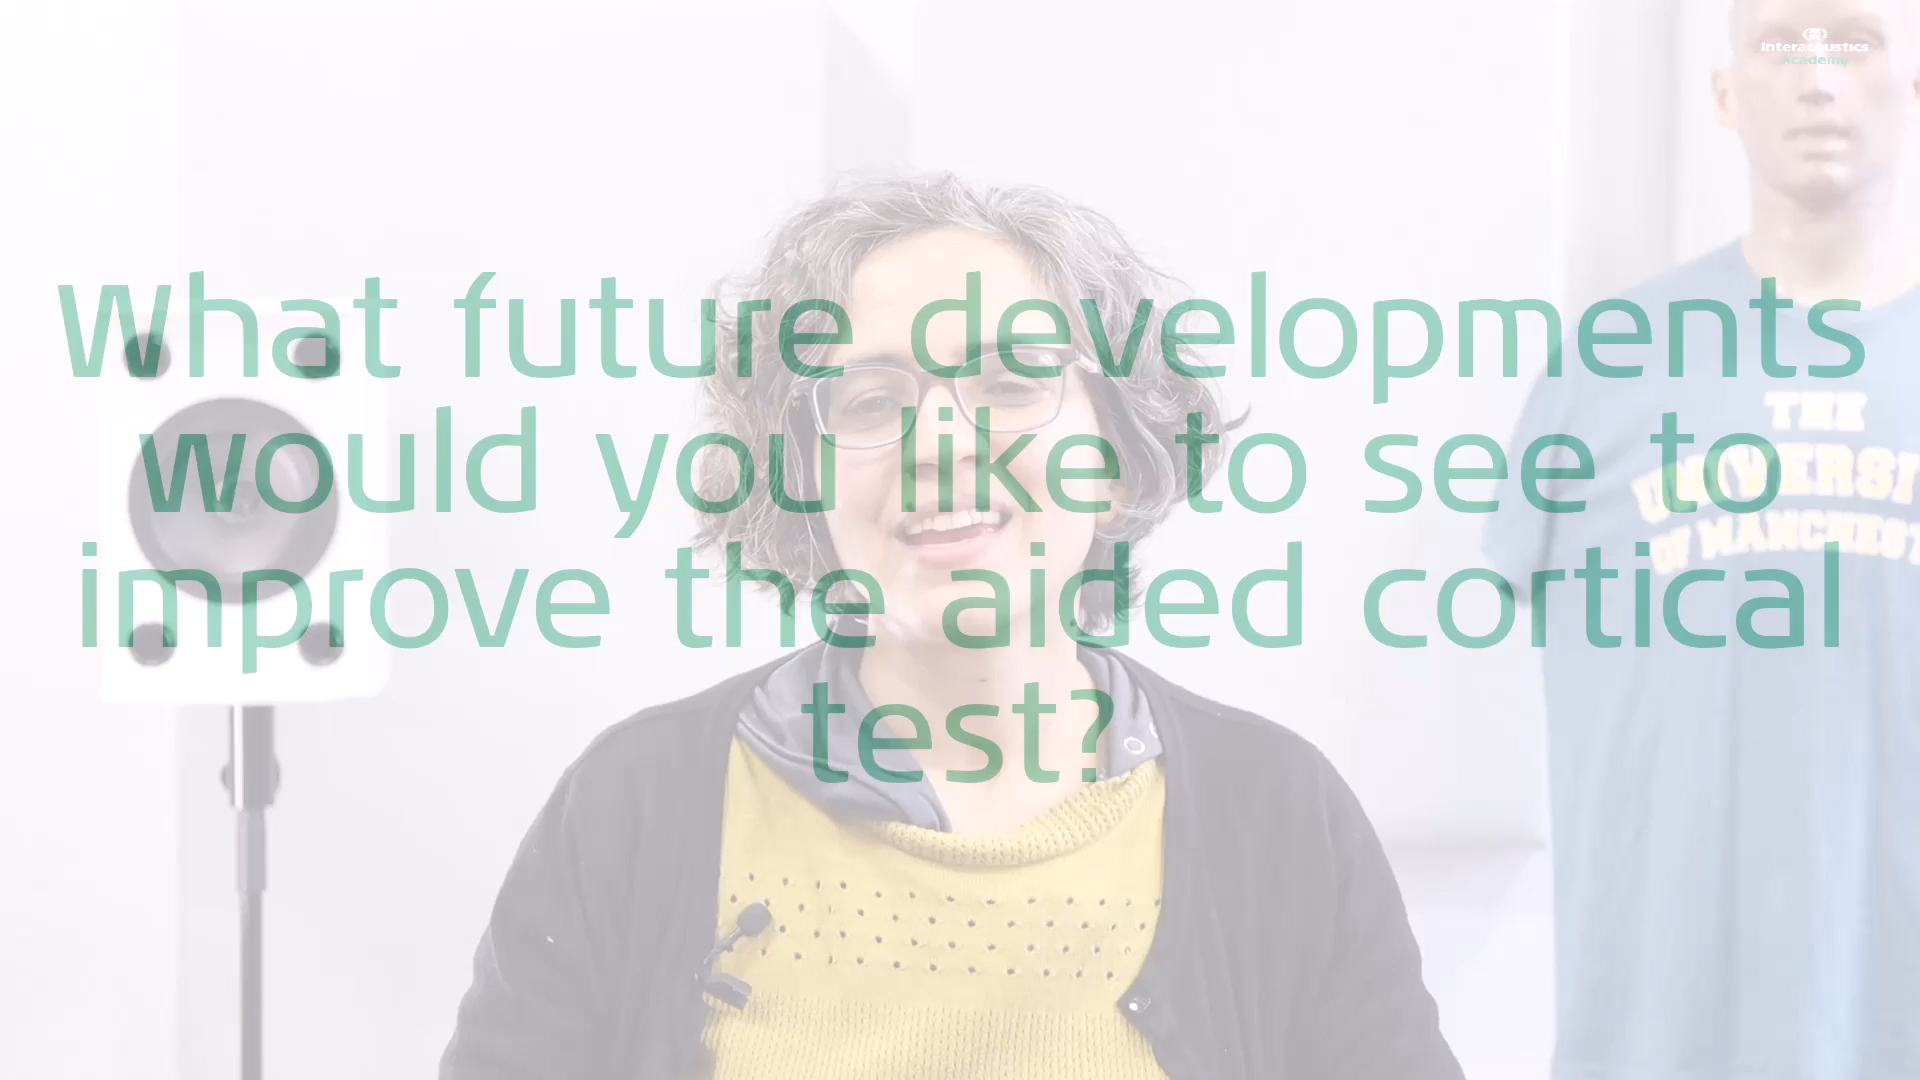 Interacoustics
Academy
What future developments
would you like to see to
improve the aided cortical
test?
THE
UNIVERSI
OF MANCHEST